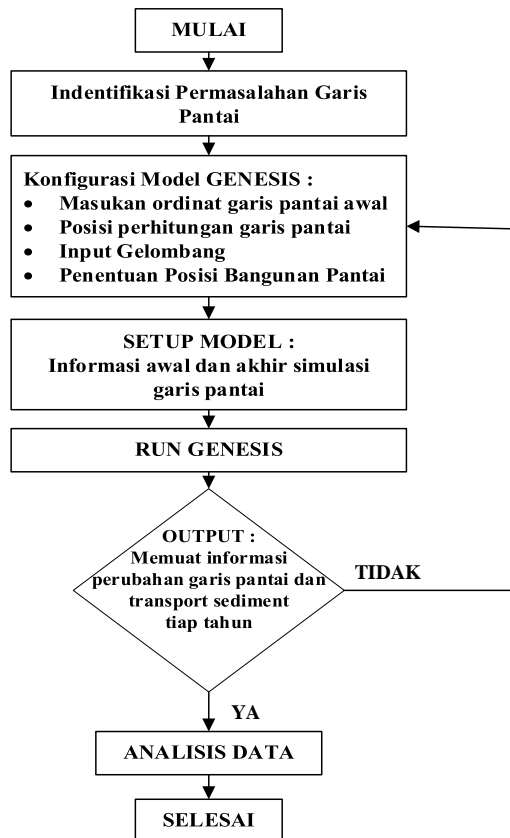 MULAI
Indentifikasi Permasalahan Garis
Pantai
Konfigurasi Model GENESIS :
• Masukan ordinat garis pantai awal
• Posisi perhitungan garis pantai
• Input Gelombang
• Penentuan Posisi Bangunan Pantai
SETUP MODEL :
Informasi awal dan akhir simulasi
garis pantai
RUN GENESIS
OUTPUT :
Memuat informasi
perubahan garis pantai dan
transport sediment
tiap tahun
TIDAK
YA
ANALISIS DATA
SELESAI